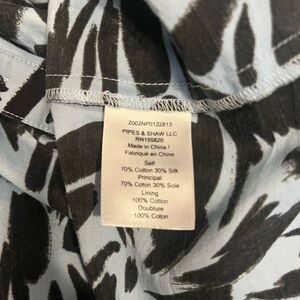 2002NP0122813
PIPES & SHAW LLC
RN155820
Made in China /
Fabriqué en Chine
Self
70% Cotton 30% Silk
Principal
70% Coton 30% Soie
Lining
100% Cotton
Doublure
100% Coton